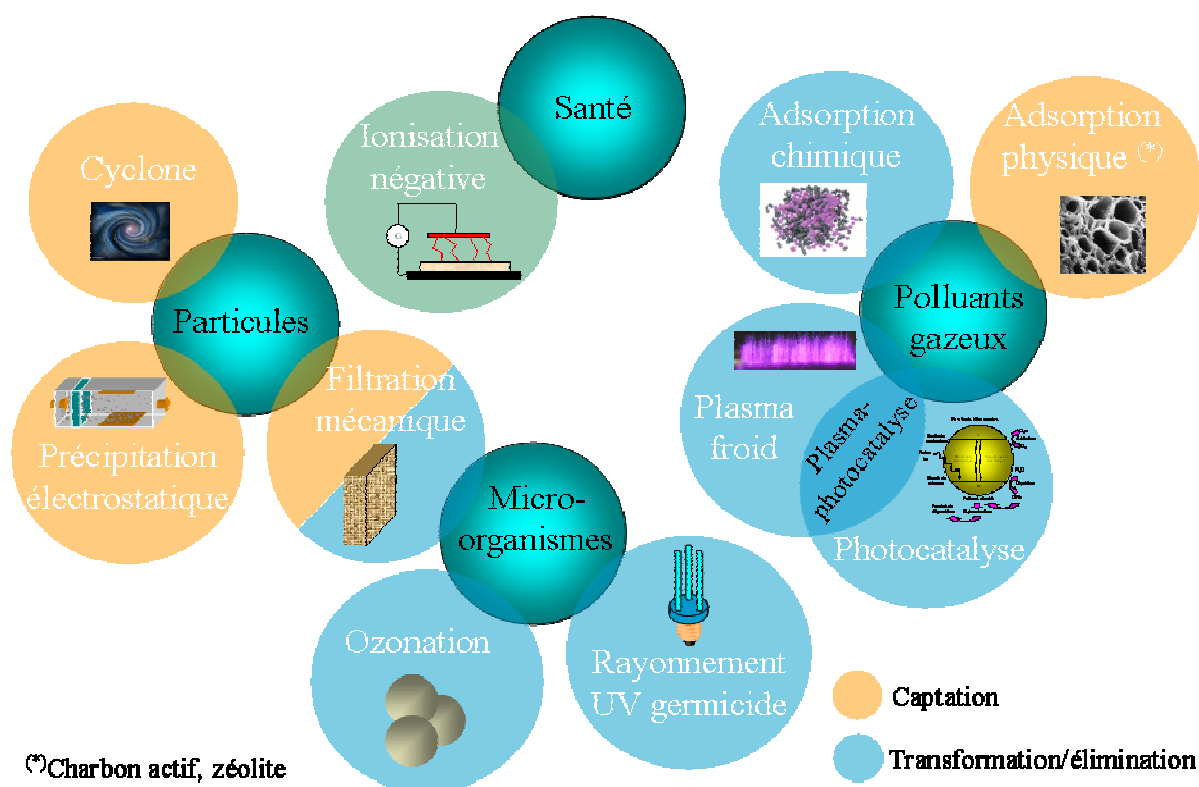 Santé
Ionisation
négative
Cyclone
Particules
Précipitation
électrostatique
Filtration
mécanique
Micro-
organismes
Ozonation
Rayonnement
UV germicide
Adsorption
chimique
Adsorption
physique (*)
Polluants
gazeux
Plasma
froid
Plasma-
photocatalyse
Photocatalyse
Captation
Transformation/élimination
(*)Charbon actif, zéolite